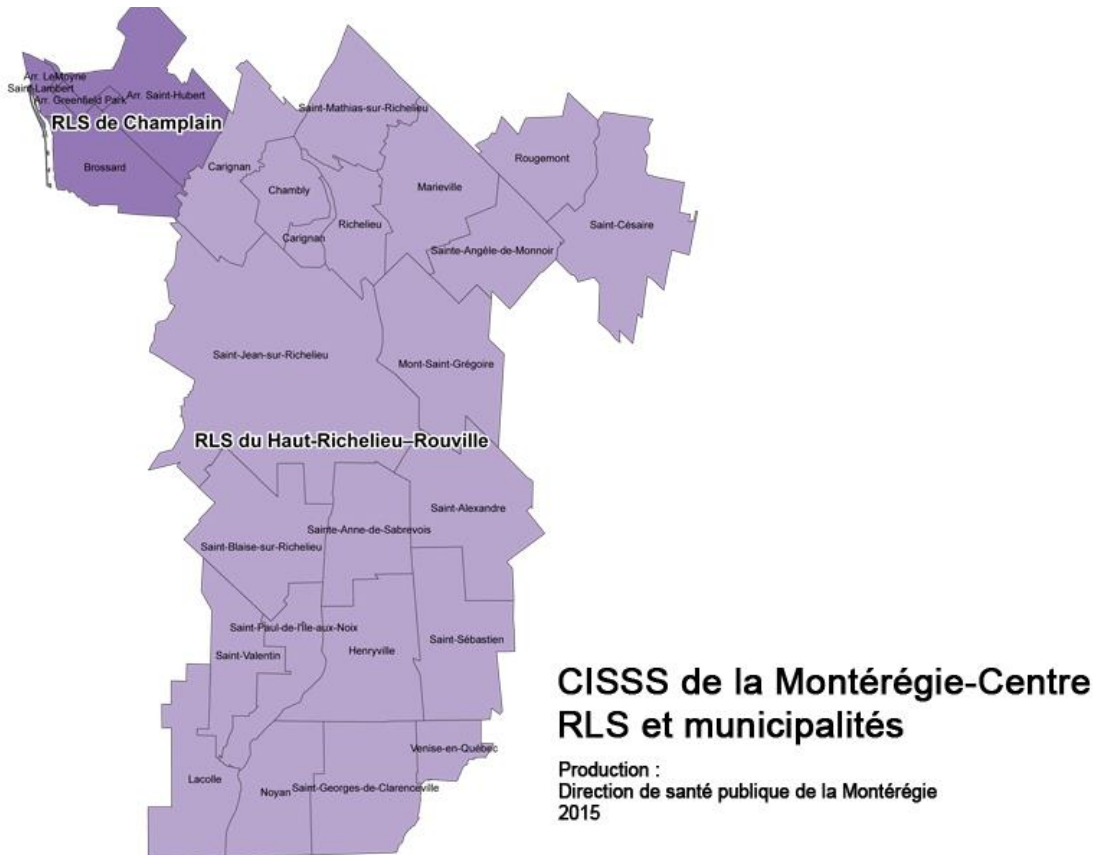 Arr. LeMoyne
Saint-Lambert
Arr. Greenfield Park
Arr. Saint-Hubert
RLS de Champlain
Brossard
Saint-Mathias-sur-Richelieu
Carignan
Chambly
Carignan
Richelieu
Marieville
Rougemont
Saint-Césaire
Sainte-Angèle-de-Monnoir
Saint-Jean-sur-Richelieu
Mont-Saint-Grégoire
RLS du Haut-Richelieu–Rouville
Saint-Alexandre
Sainte-Anne-de-Sabrevois
Saint-Blaise-sur-Richelieu
Saint-Paul-de-l'Île-aux-Noix
Saint-Valentin
Henryville
Saint-Sébastien
Venise-en-Québec
Lacolle
Noyan
Saint-Georges-de-Clarenceville
CISSS de la Montérégie-Centre
RLS et municipalités
Production :
Direction de santé publique de la Montérégie
2015